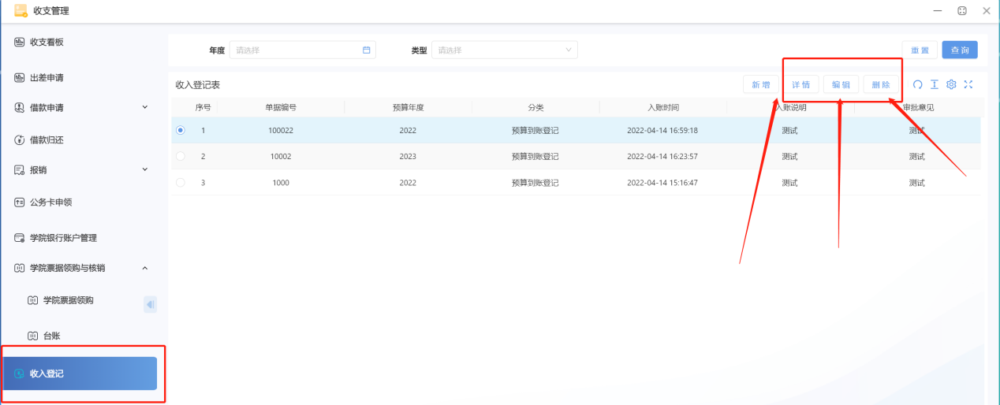 收支管理
收支看板
出差申请
借款申请
借款归还
报销
公务卡申领
学院银行账户管理
学院票据领购与核销
学院票据领购
台账
收入登记
年度 请选择 类型 请选择 重置 查询
收入登记表 新增 详情 编辑 删除
序号 单据编号 预算年度 分类 入账时间 入账说明 审批意见
1 100022 2022 预算到账登记 2022-04-14 16:59:18 测试 测试
2 10002 2023 预算到账登记 2022-04-14 16:23:57 测试 测试
3 1000 2022 预算到账登记 2022-04-14 15:16:47 测试 测试